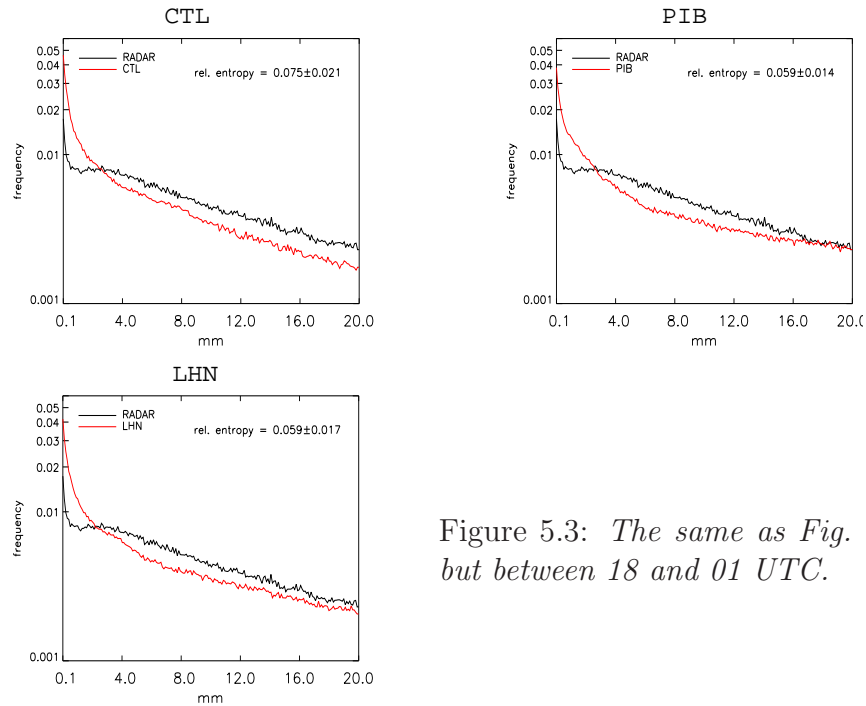 CTL
RADAR
CTL
rel. entropy = 0.075±0.021
0.05
0.04
0.02
0.01
0.001
frequency
0.1 4.0 8.0 12.0 16.0 20.0
mm
PIB
RADAR
PIB
rel. entropy = 0.059±0.014
0.05
0.04
0.02
0.01
0.001
frequency
0.1 4.0 8.0 12.0 16.0 20.0
mm
LHN
RADAR
LHN
rel. entropy = 0.059±0.017
0.05
0.04
0.03
0.02
0.01
0.001
frequency
0.1 4.0 8.0 12.0 16.0 20.0
mm
Figure 5.3: The same as Fig.
but between 18 and 01 UTC.